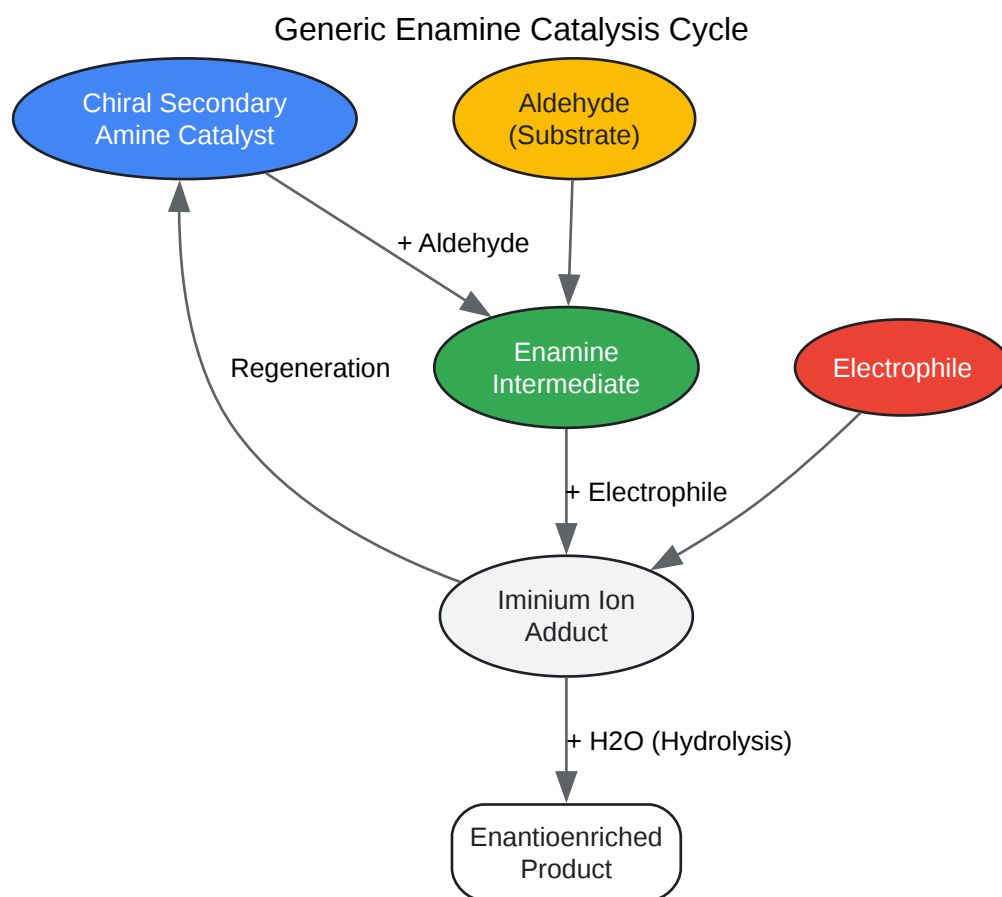 Generic Enamine Catalysis Cycle
Chiral Secondary
Amine Catalyst
Aldehyde
(Substrate)
+ Aldehyde
Enamine
Intermediate
Electrophile
Regeneration
+ Electrophile
Iminium Ion
Adduct
+ H2O (Hydrolysis)
Enantioenriched
Product